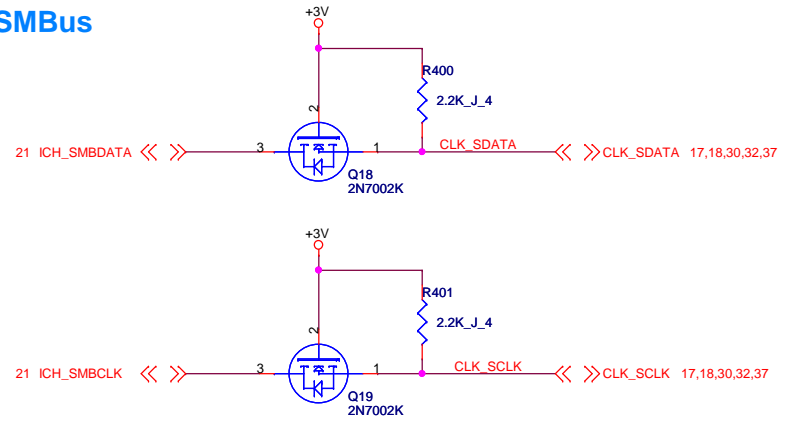 SMBus
+3V
R400
2.2K_J_4
2
21 ICH_SMBDATA
3
1
CLK_SDATA
CLK_SDATA 17,18,30,32,37
Q18
2N7002K
+3V
R401
2.2K_J_4
2
21 ICH_SMBCLK
3
1
CLK_SCLK
CLK_SCLK 17,18,30,32,37
Q19
2N7002K